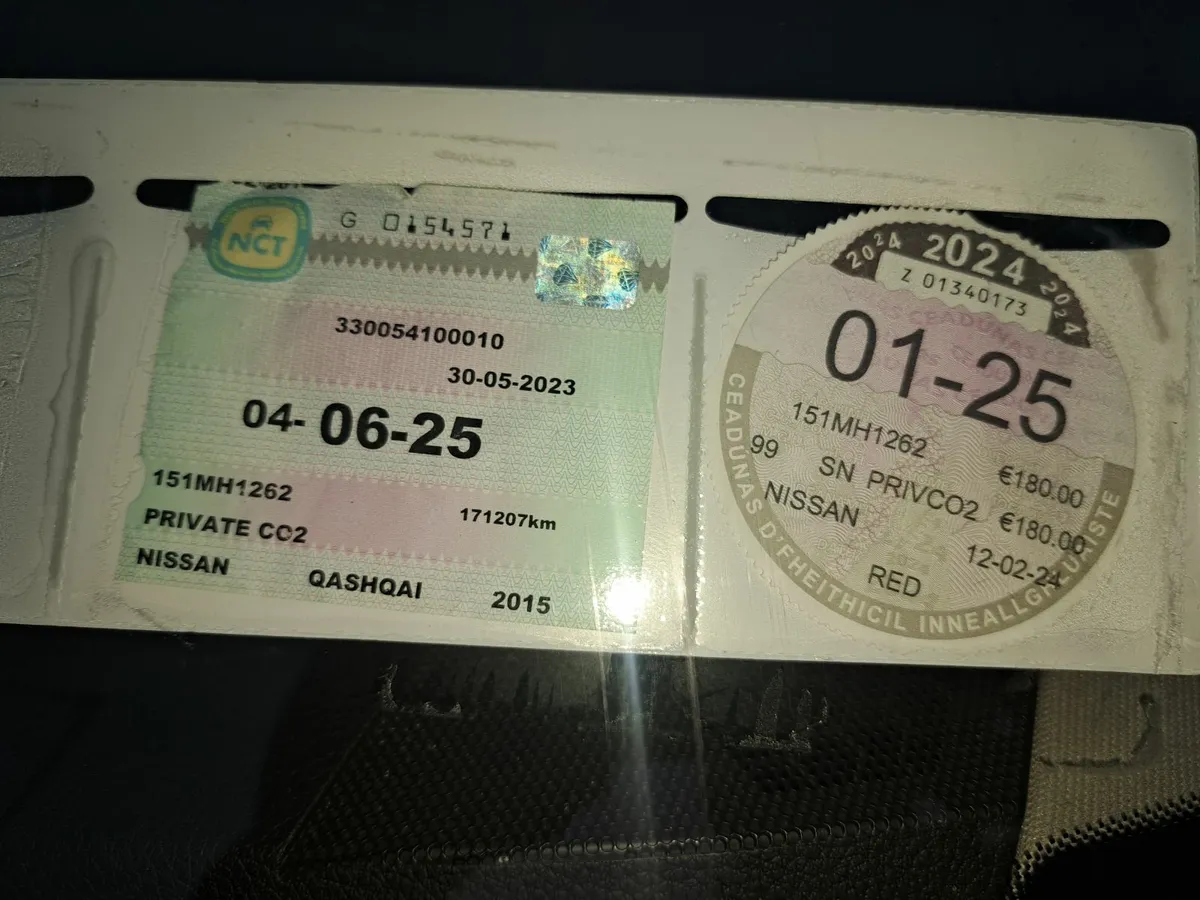 NCT
G 0154571
330054100010
30-05-2023
04-06-25
151MH1262
171207km
PRIVATE CO2
NISSAN QASHQAI 2015
2024 2024 2024
Z 01340173
01-25
151MH1262
99 SN PRIVCO2 €180.00
NISSAN €180.00
12-02-24
RED
CEADUNAS D'FHEITHICIL INNEALLGHLUAISTE